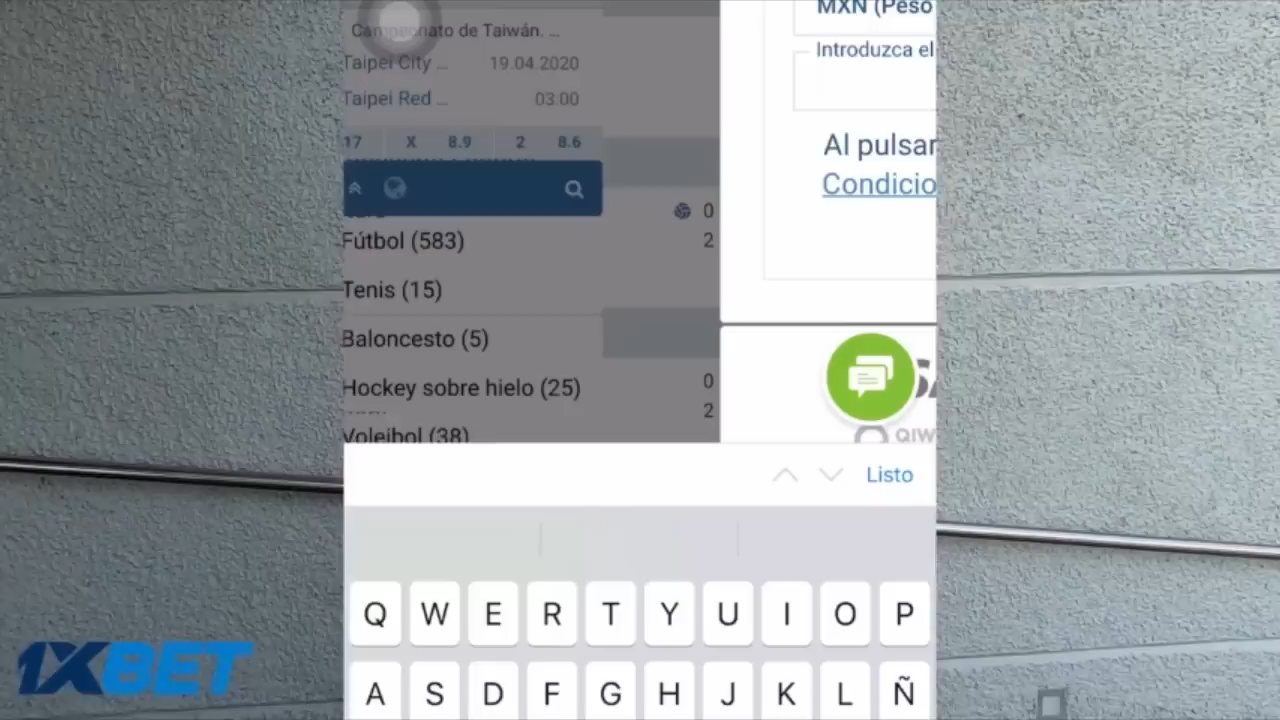 Campeonato de Taiwán. ...
Taipei City ...
19.04.2020
Taipei Red ...
03:00
17 X 8.9 2 8.6
Fútbol (583)
Tenis (15)
Baloncesto (5)
Hockey sobre hielo (25)
Voleibol (38)
0
2
0
2
MXN (Peso
Introduzca el
Al pulsar
Condicio
QIW
Listo
Q W E R T Y U I O P
A S D F G H J K L Ñ
1XBET